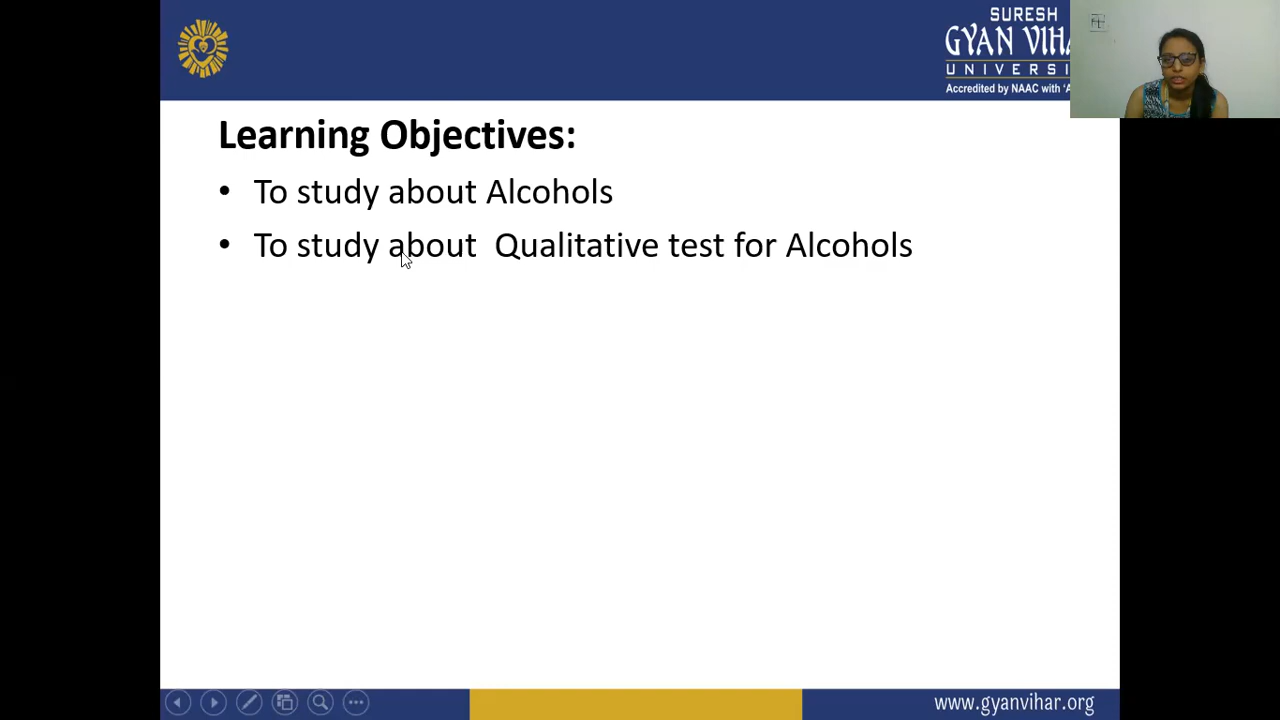 SURESH
GYAN VIHA
UNIVERSI
Accredited by NAAC with 'A
Learning Objectives:
• To study about Alcohols
• To study about Qualitative test for Alcohols
www.gyanvihar.org